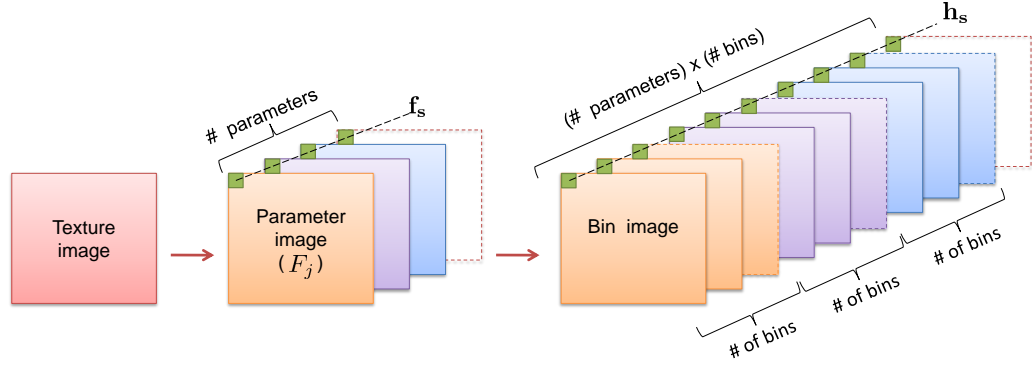 Texture
image
# parameters
f_s
Parameter
image
(F_j)
(# parameters) x (# bins)
h_s
Bin image
# of bins
# of bins
# of bins